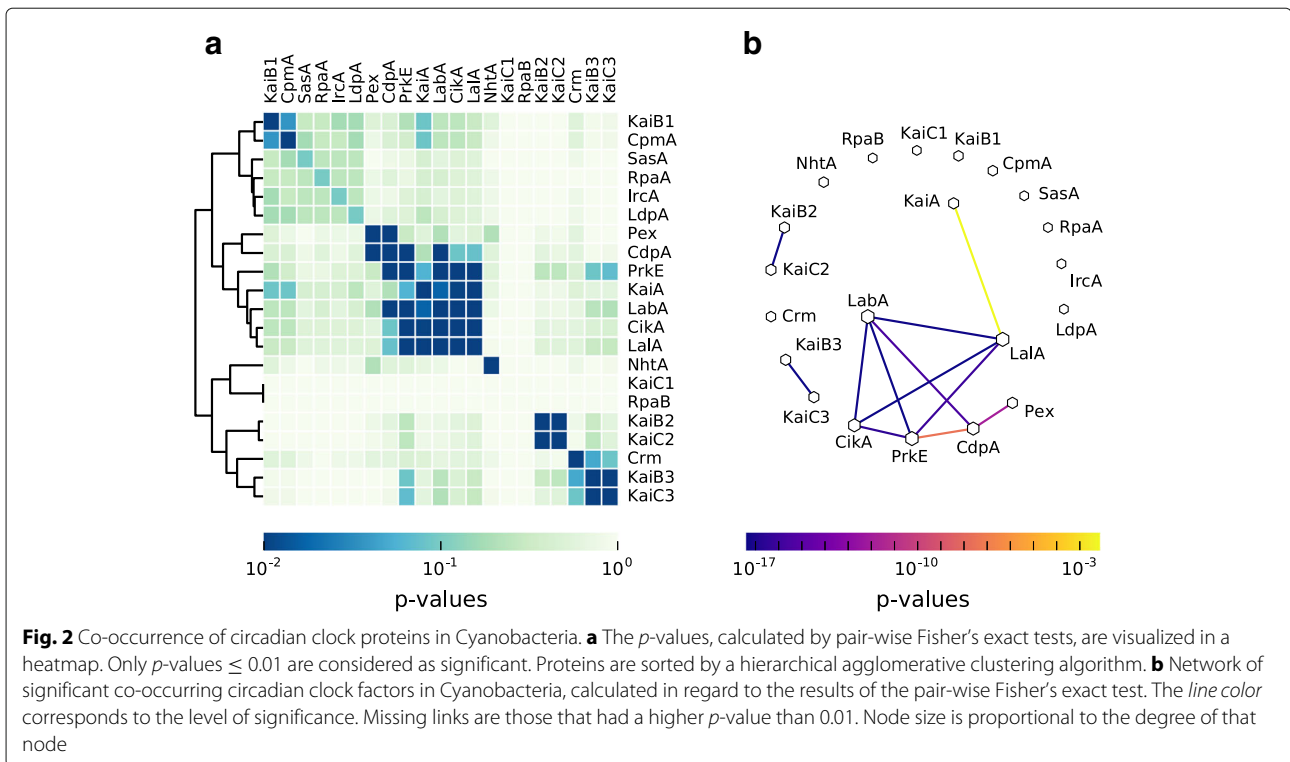 a
b
KaiB1 CpmA SasA RpaA IrcA LdpA Pex CdpA PrkE KaiA LabA CikA LalA NhtA KaiC1 RpaB KaiB2 KaiC2 Crm KaiB3 KaiC3
KaiB1
CpmA
SasA
RpaA
IrcA
LdpA
Pex
CdpA
PrkE
KaiA
LabA
CikA
LalA
NhtA
KaiC1
RpaB
KaiB2
KaiC2
Crm
KaiB3
KaiC3
10⁻² 10⁻¹ 10⁰
p-values
RpaB
KaiC1
KaiB1
NhtA
CpmA
KaiA
SasA
KaiB2
RpaA
KaiC2
IrcA
LabA
Crm
LdpA
KaiB3
LalA
KaiC3
Pex
CikA
PrkE
CdpA
10⁻¹⁷ 10⁻¹⁰ 10⁻³
p-values
Fig. 2 Co-occurrence of circadian clock proteins in Cyanobacteria. a The p-values, calculated by pair-wise Fisher's exact tests, are visualized in a
heatmap. Only p-values ≤ 0.01 are considered as significant. Proteins are sorted by a hierarchical agglomerative clustering algorithm. b Network of
significant co-occurring circadian clock factors in Cyanobacteria, calculated in regard to the results of the pair-wise Fisher's exact test. The line color
corresponds to the level of significance. Missing links are those that had a higher p-value than 0.01. Node size is proportional to the degree of that
node